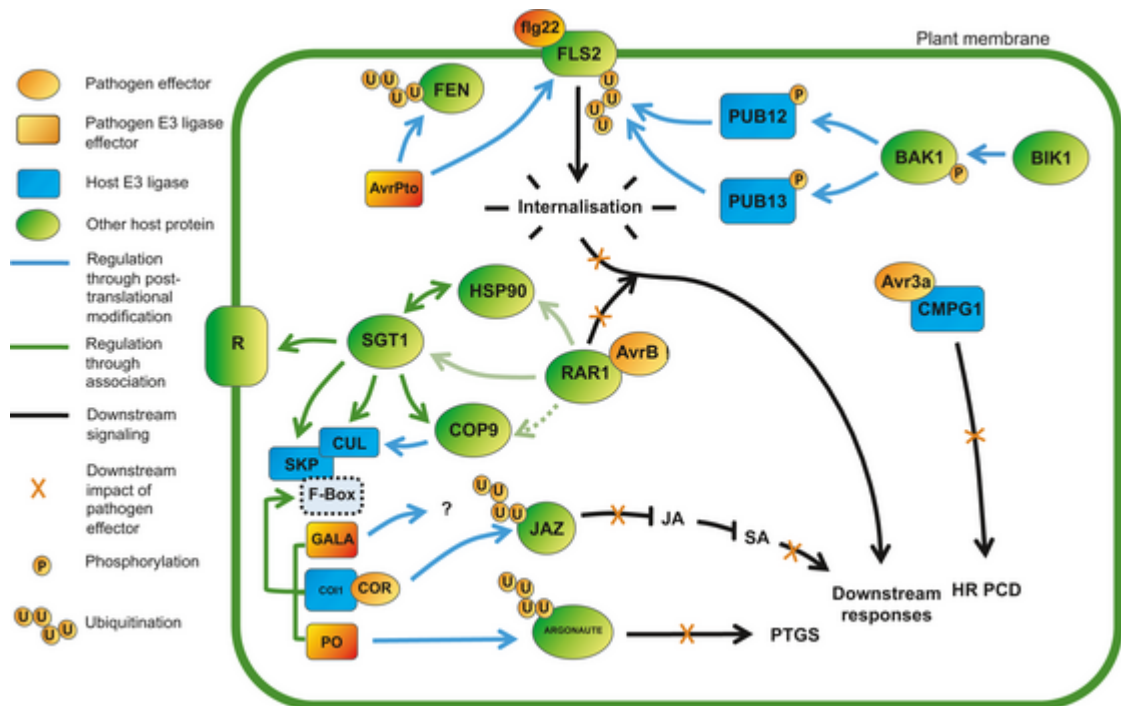 Plant membrane
Pathogen effector
Pathogen E3 ligase
effector
Host E3 ligase
Other host protein
Regulation
through post-
translational
modification
Regulation
through
association
Downstream
signaling
Downstream
impact of
pathogen
effector
P
Phosphorylation
U U U U
Ubiquitination
flg22
FLS2
U U U U
FEN
U U U U
AvrPto
PUB12
P
PUB13
P
BAK1
P
BIK1
Internalisation
HSP90
SGT1
R
RAR1
AvrB
COP9
Avr3a
CMPG1
CUL
SKP
F-Box
GALA
?
COI1
COR
PO
U U U U
JAZ
JA
SA
U U U U
ARGONAUTE
PTGS
Downstream
responses
HR PCD